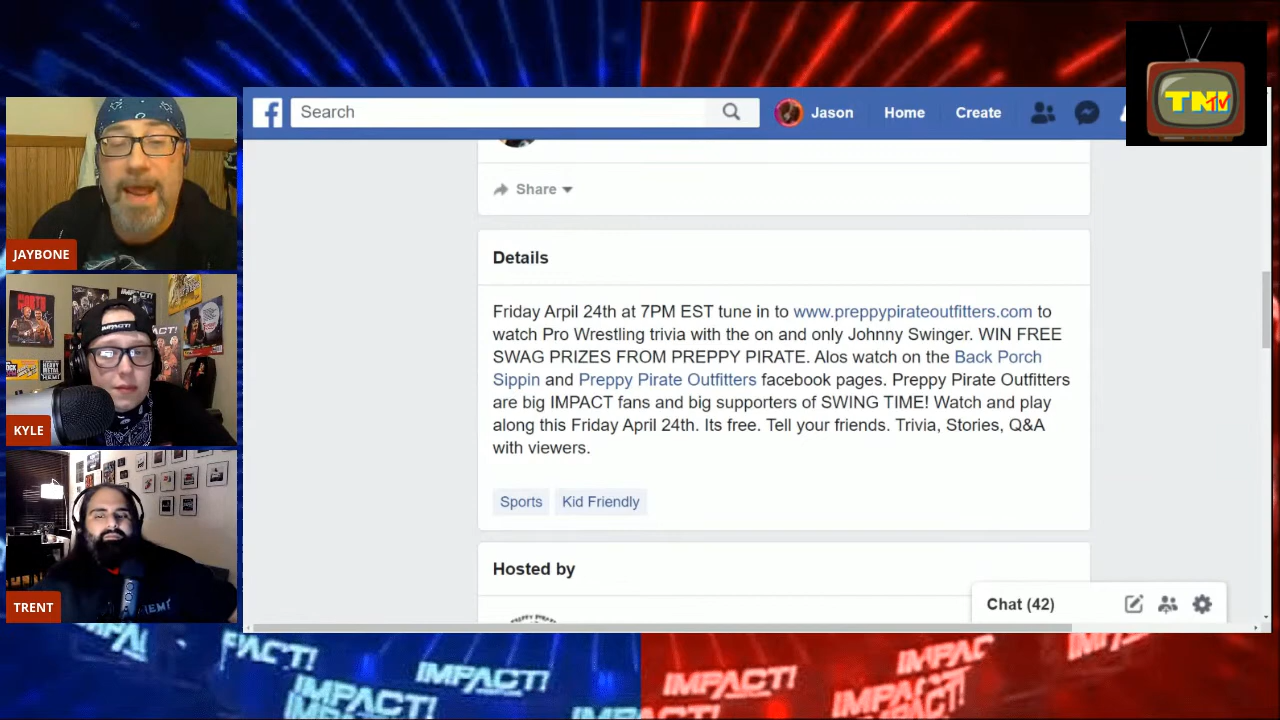 Search
Jason
Home
Create
TNI
TV
Share
JAYBONE
Details
Friday Arpil 24th at 7PM EST tune in to www.preppypirateoutfitters.com to
watch Pro Wrestling trivia with the on and only Johnny Swinger. WIN FREE
SWAG PRIZES FROM PREPPY PIRATE. Alos watch on the Back Porch
Sippin and Preppy Pirate Outfitters facebook pages. Preppy Pirate Outfitters
are big IMPACT fans and big supporters of SWING TIME! Watch and play
along this Friday April 24th. Its free. Tell your friends. Trivia, Stories, Q&A
with viewers.
IMPACT!
KYLE
Sports
Kid Friendly
Hosted by
Chat (42)
TRENT
IMPACT!
IMPACT!
IMPACT!
IMPACT!